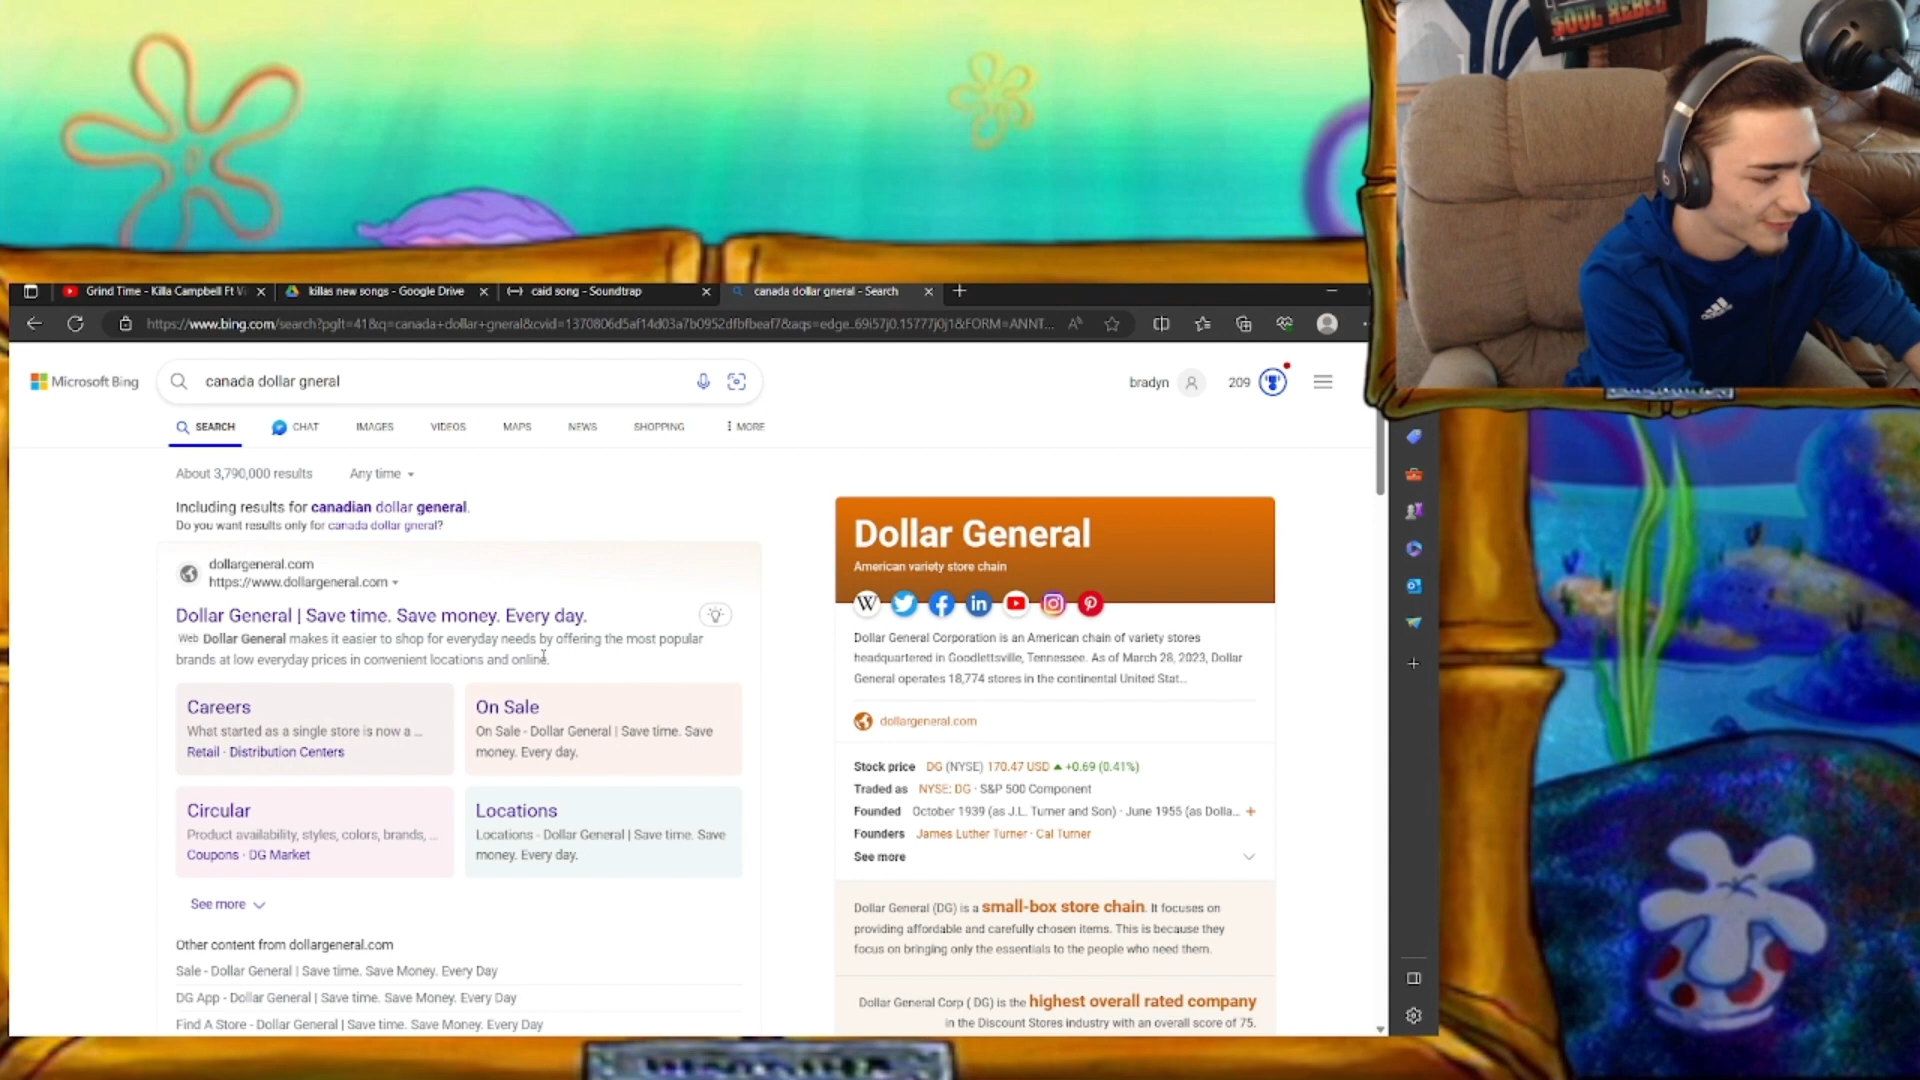 SOUL REBEL
Grind Time - Killa Campbell Ft Vi
killas new songs - Google Drive
caid song - Soundtrap
canada dollar gneral - Search
https://www.bing.com/search?pglt=41&q=canada+dollar+gneral&cvid=1370806d5af14d03a7b0952dfbfbeaf7&aqs=edge..69i57j0.15777j0j1&FORM=ANNT...
Microsoft Bing
canada dollar gneral
bradyn
209
SEARCH
CHAT
IMAGES
VIDEOS
MAPS
NEWS
SHOPPING
MORE
About 3,790,000 results
Any time
Including results for canadian dollar general.
Do you want results only for canada dollar gneral?
dollargeneral.com
https://www.dollargeneral.com
Dollar General | Save time. Save money. Every day.
Web Dollar General makes it easier to shop for everyday needs by offering the most popular
brands at low everyday prices in convenient locations and online.
Careers
What started as a single store is now a ...
Retail · Distribution Centers
On Sale
On Sale - Dollar General | Save time. Save
money. Every day.
Circular
Product availability, styles, colors, brands, ...
Coupons · DG Market
Locations
Locations - Dollar General | Save time. Save
money. Every day.
See more
Other content from dollargeneral.com
Sale - Dollar General | Save time. Save Money. Every Day
DG App - Dollar General | Save time. Save Money. Every Day
Find A Store - Dollar General | Save time. Save Money. Every Day
Dollar General
American variety store chain
W
in
Dollar General Corporation is an American chain of variety stores
headquartered in Goodlettsville, Tennessee. As of March 28, 2023, Dollar
General operates 18,774 stores in the continental United Stat...
dollargeneral.com
Stock price DG (NYSE) 170.47 USD ▲ +0.69 (0.41%)
Traded as NYSE: DG · S&P 500 Component
Founded October 1939 (as J.L. Turner and Son) · June 1955 (as Dolla... +
Founders James Luther Turner · Cal Turner
See more
Dollar General (DG) is a small-box store chain. It focuses on
providing affordable and carefully chosen items. This is because they
focus on bringing only the essentials to the people who need them.
Dollar General Corp ( DG) is the highest overall rated company
in the Discount Stores industry with an overall score of 75.